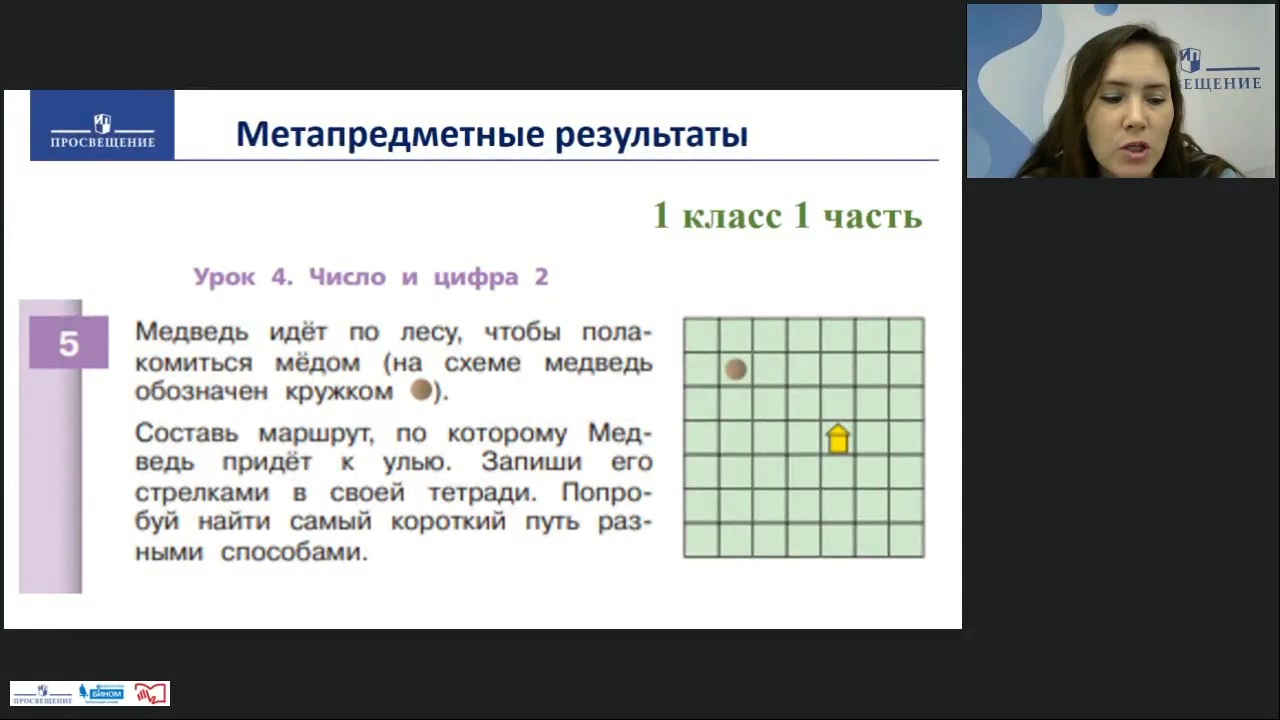 ПРОСВЕЩЕНИЕ
Метапредметные результаты
1 класс 1 часть
Урок 4. Число и цифра 2
5
Медведь идёт по лесу, чтобы пола-
комиться мёдом (на схеме медведь
обозначен кружком ).
Составь маршрут, по которому Мед-
ведь придёт к улью. Запиши его
стрелками в своей тетради. Попро-
буй найти самый короткий путь раз-
ными способами.
ЕЩЕНИЕ
ПРОСВЕЩЕНИЕ
БИНОМ